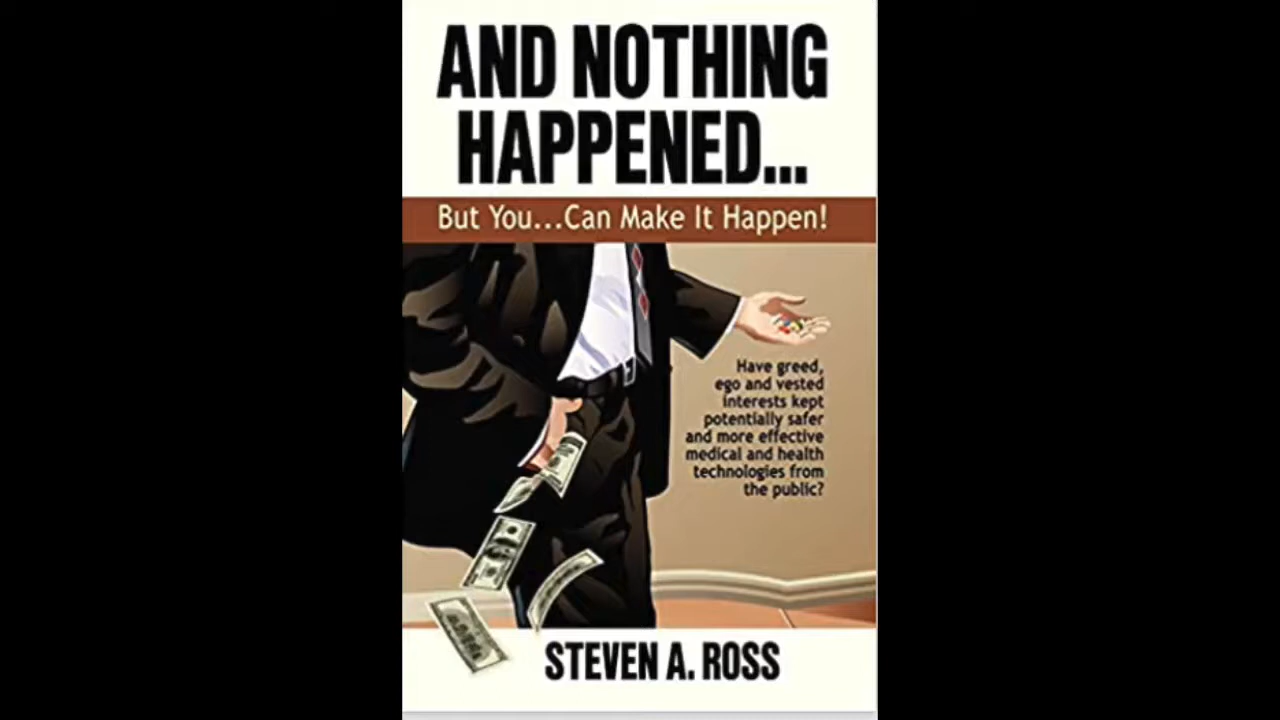 AND NOTHING
HAPPENED...
But You...Can Make It Happen!
Have greed,
ego and vested
interests kept
potentially safer
and more effective
medical and health
technologies from
the public?
STEVEN A. ROSS